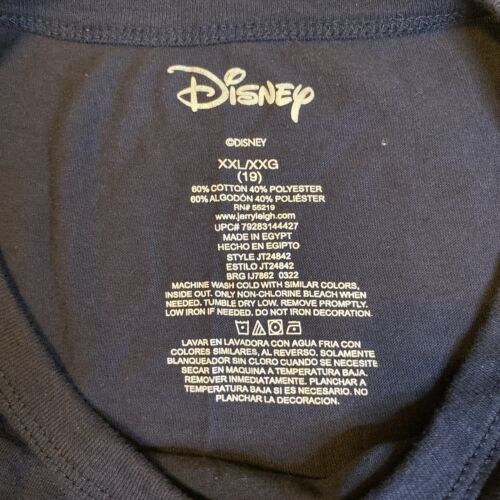 Disney
©DISNEY
XXL/XXG
(19)
60% COTTON 40% POLYESTER
60% ALGODÓN 40% POLIÉSTER
RN# 55219
www.jerryleigh.com
UPC# 79283144427
MADE IN EGYPT
HECHO EN EGIPTO
STYLE JT24842
ESTILO JT24842
BRG IJ7862 0322
MACHINE WASH COLD WITH SIMILAR COLORS,
INSIDE OUT. ONLY NON-CHLORINE BLEACH WHEN
NEEDED. TUMBLE DRY LOW. REMOVE PROMPTLY.
LOW IRON IF NEEDED. DO NOT IRON DECORATION.
LAVAR EN LAVADORA CON AGUA FRIA CON
COLORES SIMILARES, AL REVERSO. SOLAMENTE
BLANQUEADOR SIN CLORO CUANDO SE NECESITE
SECAR EN MAQUINA A TEMPERATURA BAJA.
REMOVER INMEDIATAMENTE. PLANCHAR A
TEMPERATURA BAJA SI ES NECESARIO. NO
PLANCHAR LA DECORACION.